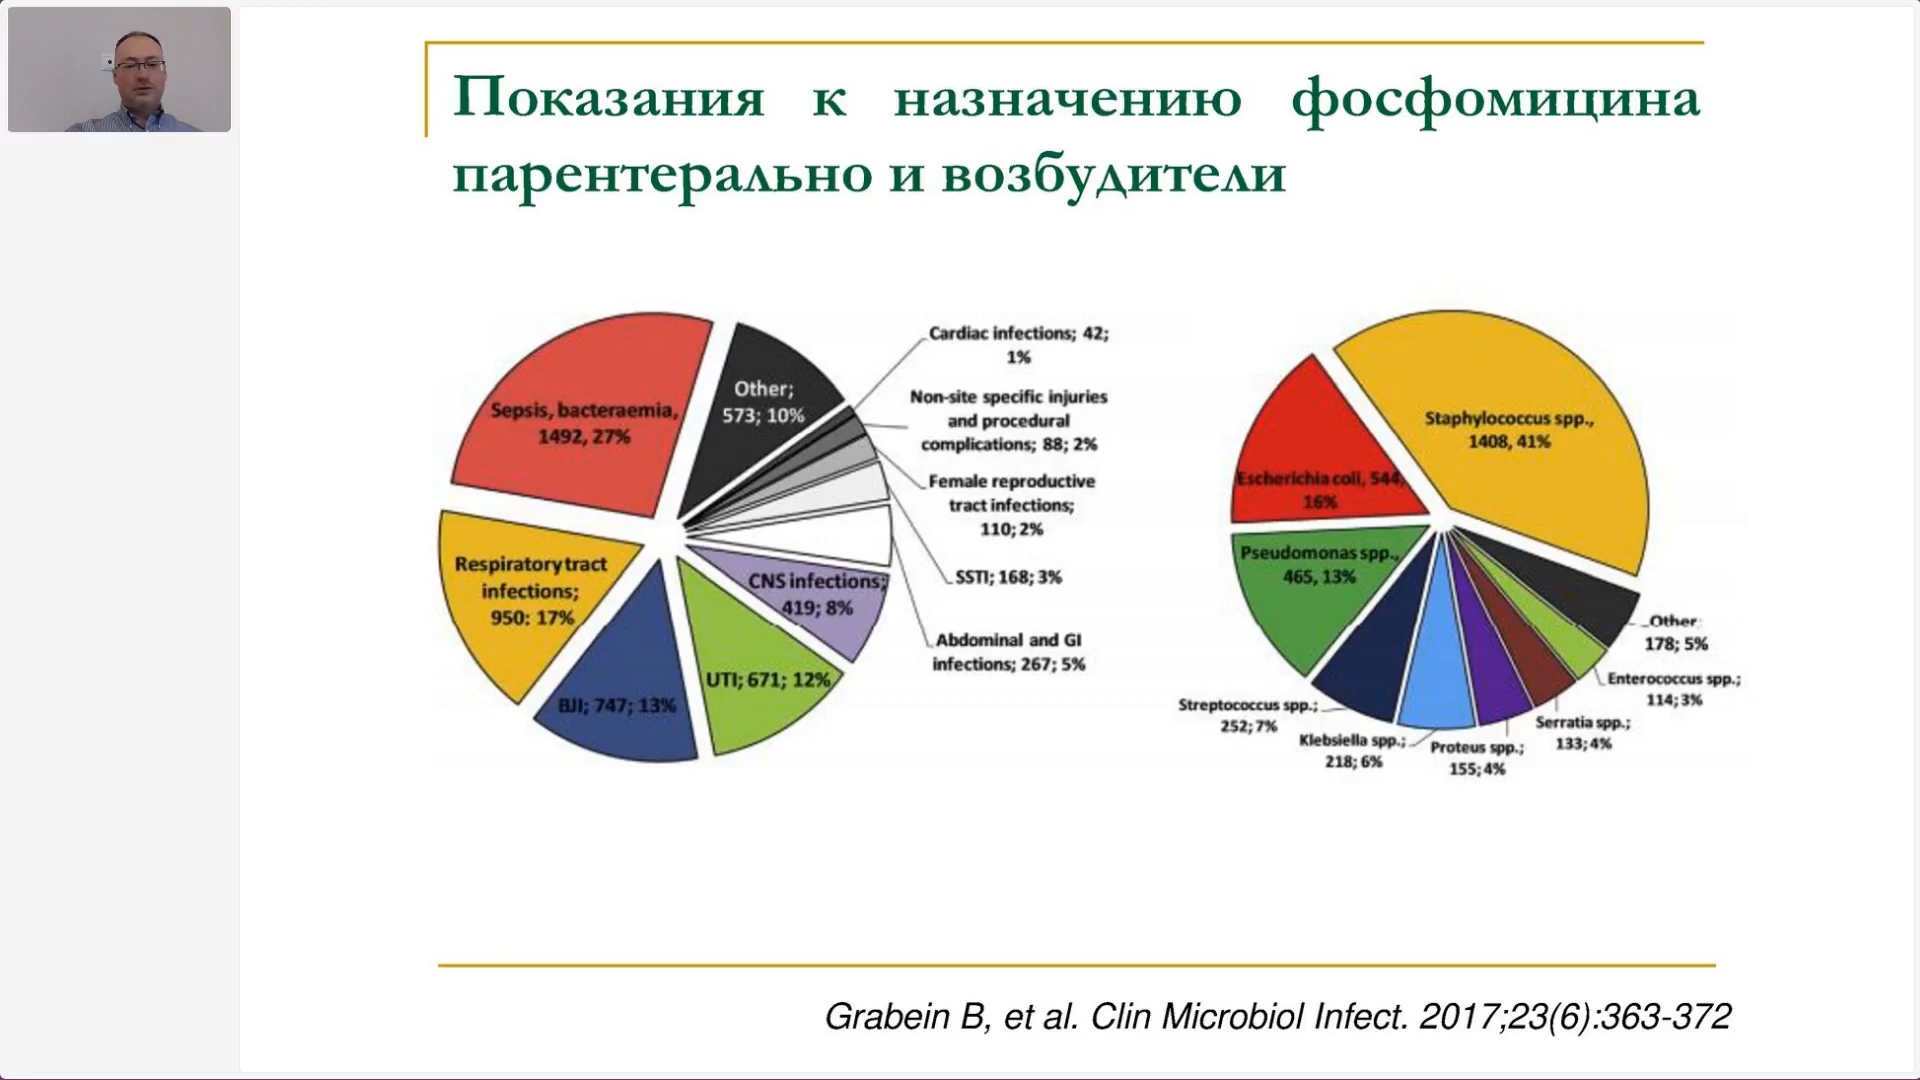 Показания к назначению фосфомицина
парентерально и возбудители
Sepsis, bacteraemia,
1492, 27%
Other;
573; 10%
Cardiac infections; 42;
1%
Non-site specific injuries
and procedural
complications; 88; 2%
Female reproductive
tract infections;
110; 2%
SSTI; 168; 3%
Abdominal and GI
infections; 267; 5%
CNS infections;
419; 8%
UTI; 671; 12%
BJI; 747; 13%
Respiratory tract
infections;
950: 17%
Staphylococcus spp.,
1408, 41%
Escherichia coli, 544,
16%
Pseudomonas spp.,
465, 13%
Streptococcus spp.;
252; 7%
Klebsiella spp.;
218; 6%
Proteus spp.;
155; 4%
Serratia spp.;
133; 4%
Enterococcus spp.;
114; 3%
Other
178; 5%
Grabein B, et al. Clin Microbiol Infect. 2017;23(6):363-372